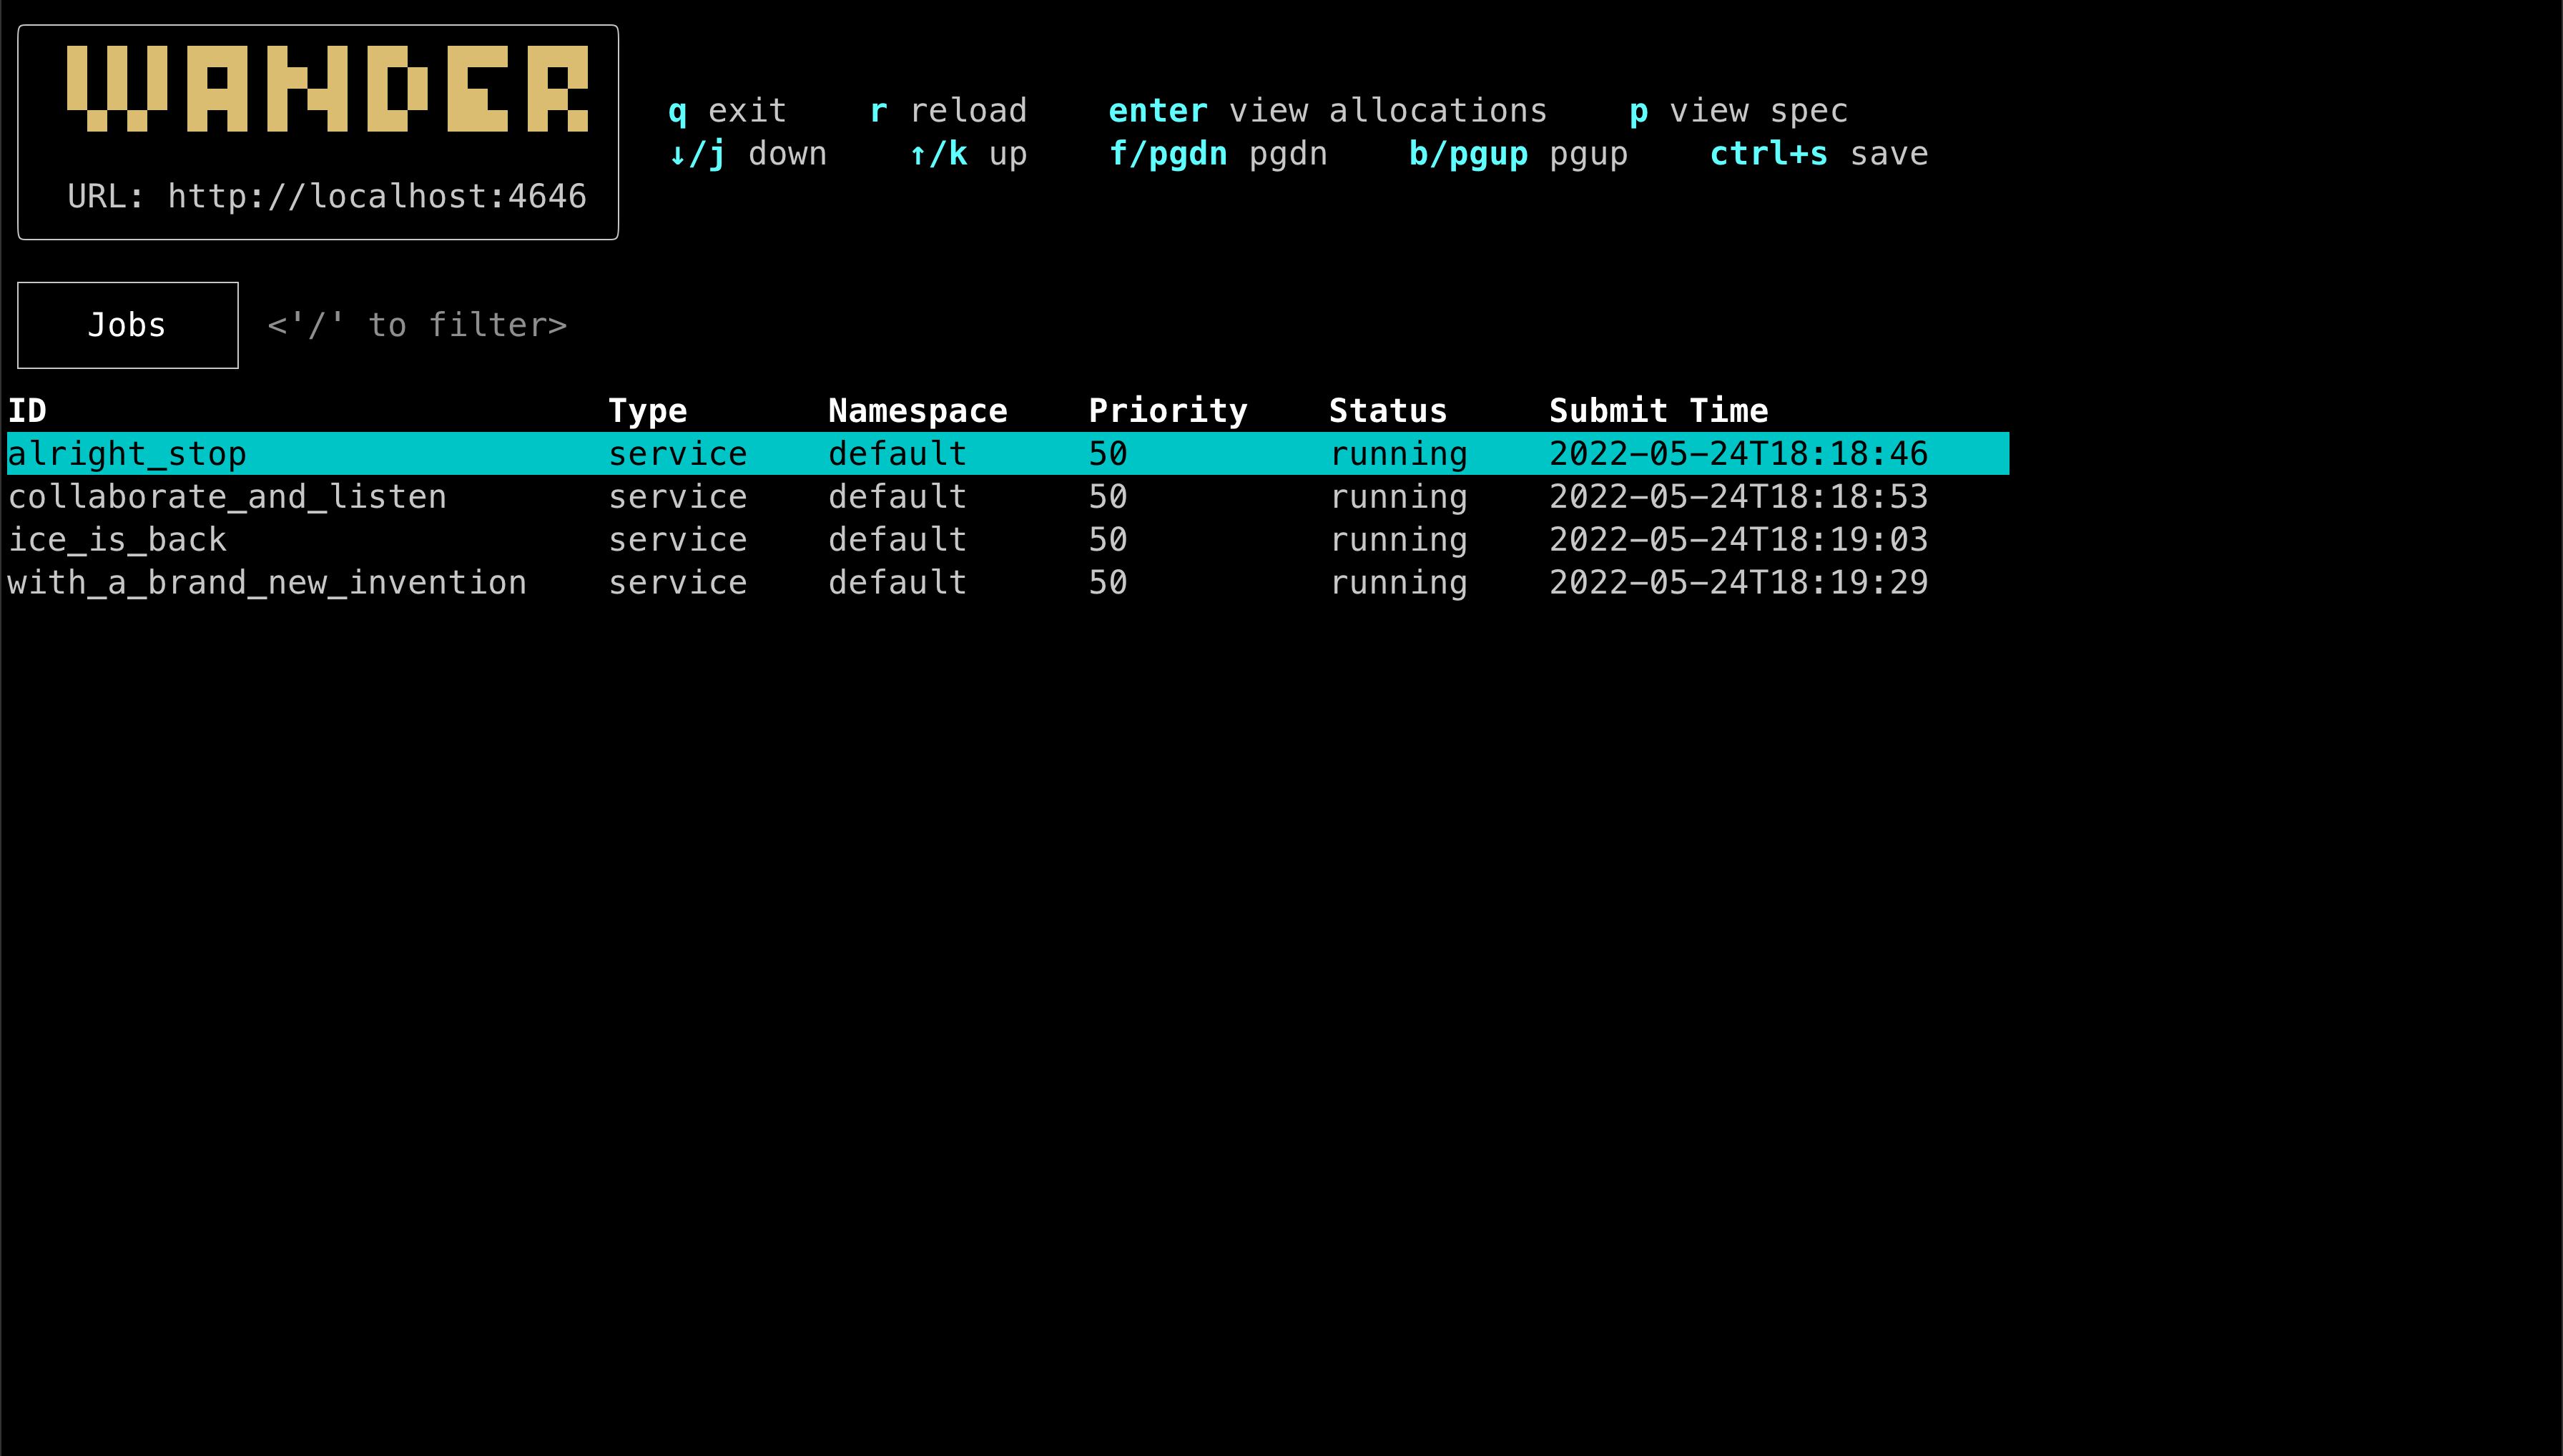 WANDER
URL: http://localhost:4646
q exit r reload enter view allocations p view spec
↓/j down ↑/k up f/pgdn pgdn b/pgup pgup ctrl+s save
Jobs <'/' to filter>
ID Type Namespace Priority Status Submit Time
alright_stop service default 50 running 2022-05-24T18:18:46
collaborate_and_listen service default 50 running 2022-05-24T18:18:53
ice_is_back service default 50 running 2022-05-24T18:19:03
with_a_brand_new_invention service default 50 running 2022-05-24T18:19:29